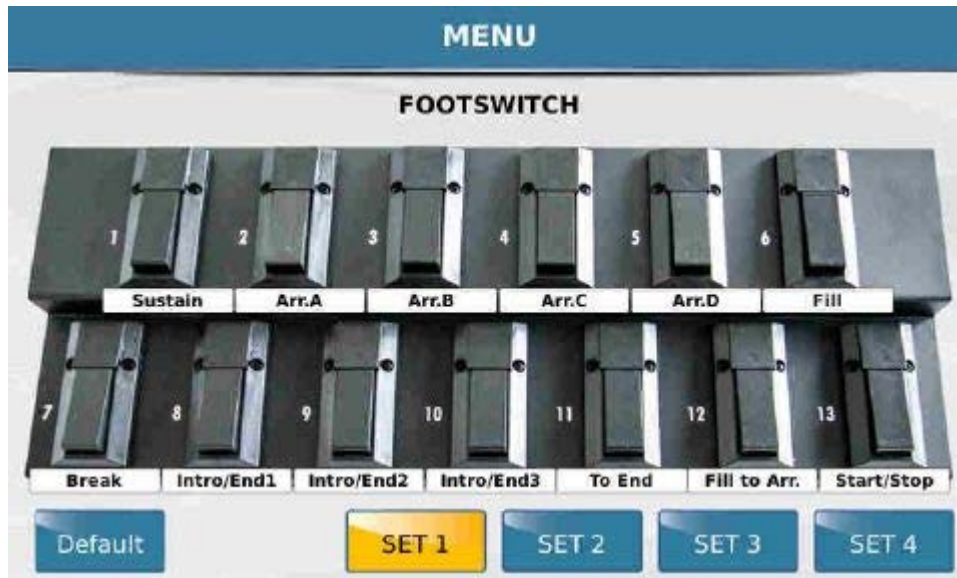 MENU
FOOTSWITCH
1 2 3 4 5 6
Sustain Arr.A Arr.B Arr.C Arr.D Fill
7 8 9 10 11 12 13
Break Intro/End1 Intro/End2 Intro/End3 To End Fill to Arr. Start/Stop
Default SET 1 SET 2 SET 3 SET 4